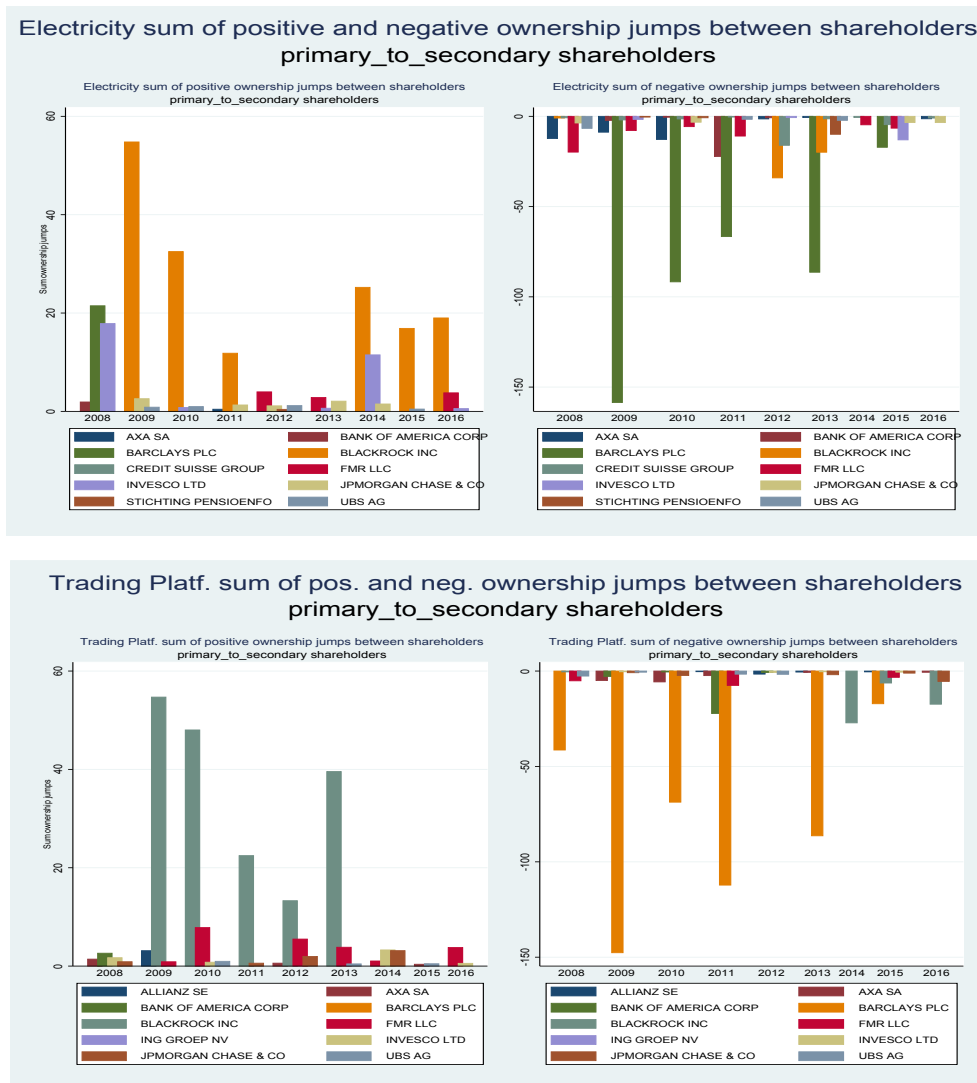 Electricity sum of positive and negative ownership jumps between shareholders
primary_to_secondary shareholders
Electricity sum of positive ownership jumps between shareholders
primary_to_secondary shareholders
Sum ownership jumps
60
40
20
0
2008 2009 2010 2011 2012 2013 2014 2015 2016
AXA SA BANK OF AMERICA CORP
BARCLAYS PLC BLACKROCK INC
CREDIT SUISSE GROUP FMR LLC
INVESCO LTD JPMORGAN CHASE & CO
STICHTING PENSIOENFO UBS AG
Electricity sum of negative ownership jumps between shareholders
primary_to_secondary shareholders
0
-50
-100
-150
2008 2009 2010 2011 2012 2013 2014 2015 2016
AXA SA BANK OF AMERICA CORP
BARCLAYS PLC BLACKROCK INC
CREDIT SUISSE GROUP FMR LLC
INVESCO LTD JPMORGAN CHASE & CO
STICHTING PENSIOENFO UBS AG
Trading Platf. sum of pos. and neg. ownership jumps between shareholders
primary_to_secondary shareholders
Trading Platf. sum of positive ownership jumps between shareholders
primary_to_secondary shareholders
Sum ownership jumps
60
40
20
0
2008 2009 2010 2011 2012 2013 2014 2015 2016
ALLIANZ SE AXA SA
BANK OF AMERICA CORP BARCLAYS PLC
BLACKROCK INC FMR LLC
ING GROEP NV INVESCO LTD
JPMORGAN CHASE & CO UBS AG
Trading Platf. sum of negative ownership jumps between shareholders
primary_to_secondary shareholders
0
-50
-100
-150
2008 2009 2010 2011 2012 2013 2014 2015 2016
ALLIANZ SE AXA SA
BANK OF AMERICA CORP BARCLAYS PLC
BLACKROCK INC FMR LLC
ING GROEP NV INVESCO LTD
JPMORGAN CHASE & CO UBS AG